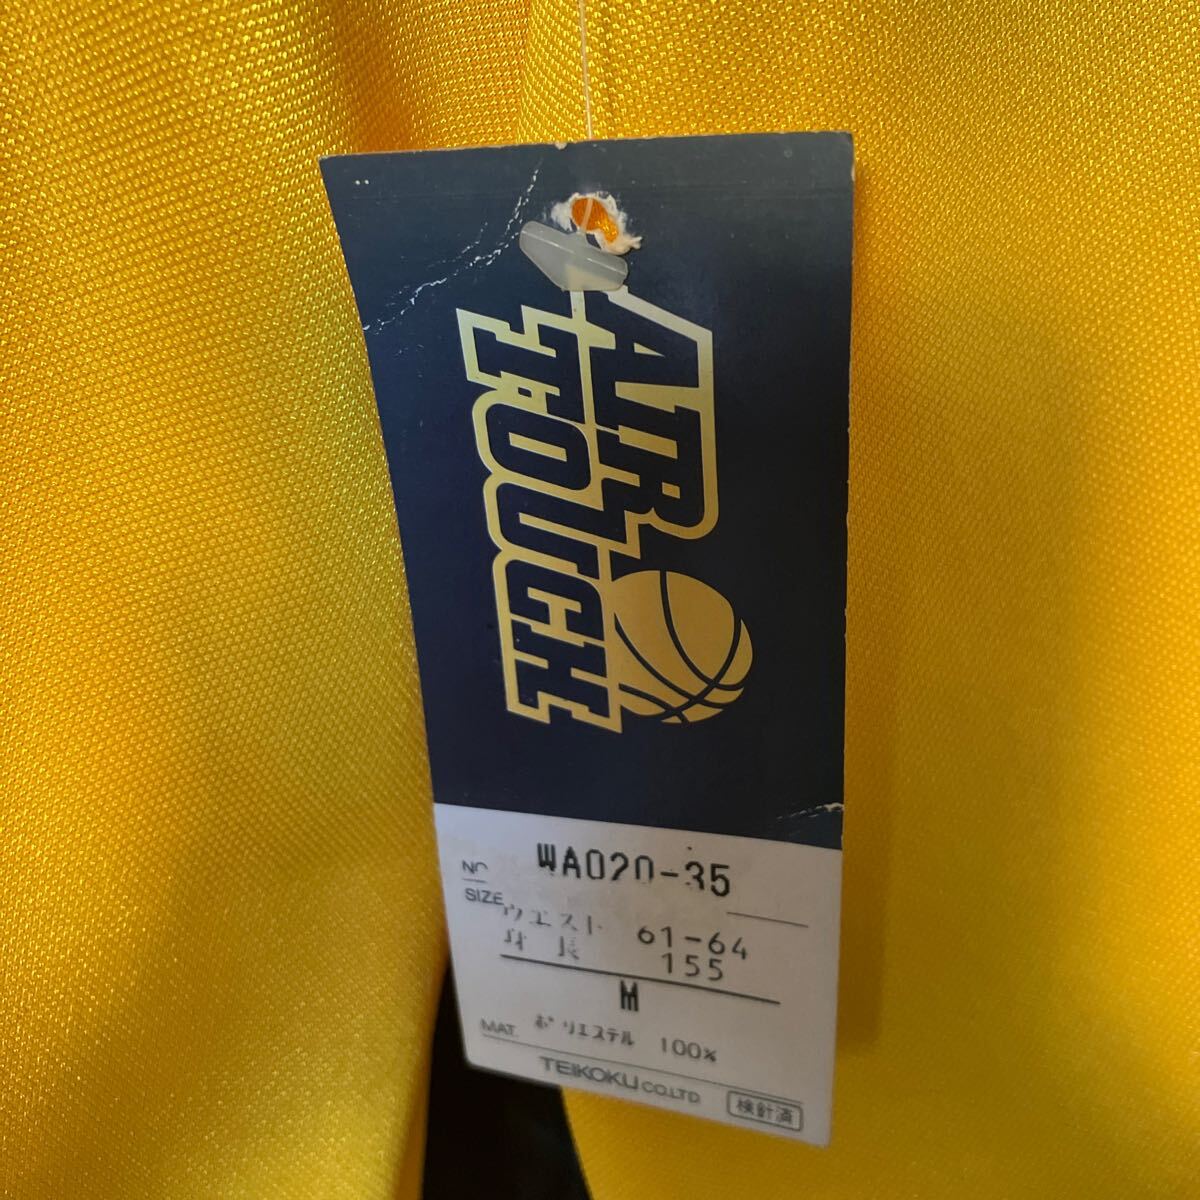 AIR
TOUCH
NO. WA020-35
SIZE
ウエスト 61-64
身長 155
M
MAT. ポリエステル 100%
TEIKOKU CO.LTD
検針済